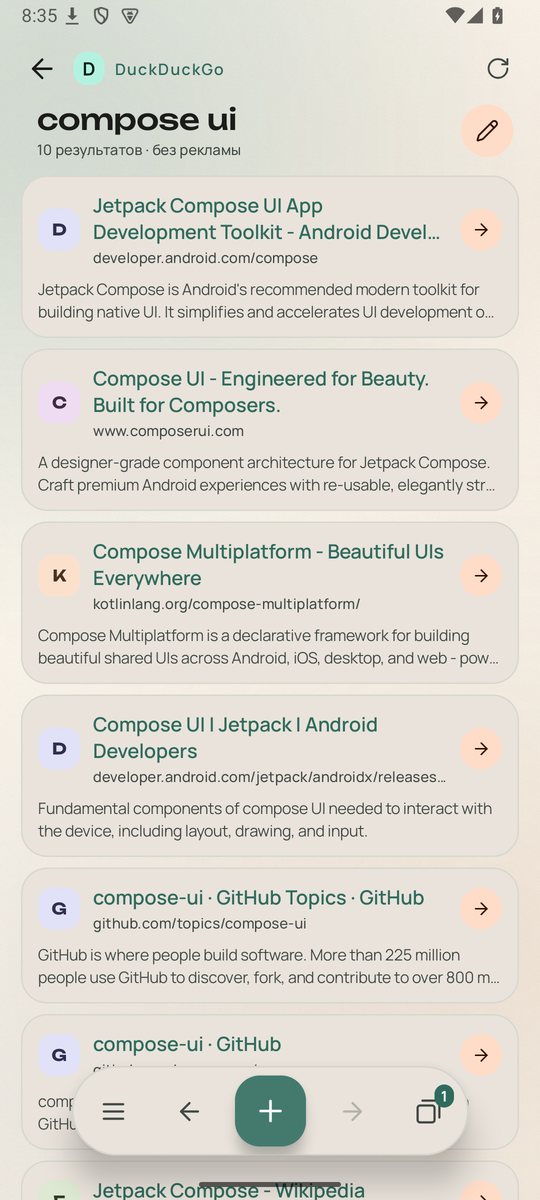 8:35
D DuckDuckGo
compose ui
10 результатов · без рекламы
Jetpack Compose UI App
D
Development Toolkit - Android Devel...
developer.android.com/compose
Jetpack Compose is Android's recommended modern toolkit for
building native UI. It simplifies and accelerates UI development o...
Compose UI - Engineered for Beauty.
C
Built for Composers.
www.composerui.com
A designer-grade component architecture for Jetpack Compose.
Craft premium Android experiences with re-usable, elegantly str...
Compose Multiplatform - Beautiful UIs
K
Everywhere
kotlinlang.org/compose-multiplatform/
Compose Multiplatform is a declarative framework for building
beautiful shared UIs across Android, iOS, desktop, and web - pow...
Compose UI | Jetpack | Android
D
Developers
developer.android.com/jetpack/androidx/releases...
Fundamental components of compose UI needed to interact with
the device, including layout, drawing, and input.
compose-ui · GitHub Topics · GitHub
G
github.com/topics/compose-ui
GitHub is where people build software. More than 225 million
people use GitHub to discover, fork, and contribute to over 800 m...
compose-ui · GitHub
G
comp
GitHu
1
Jetpack Compose - Wikipedia